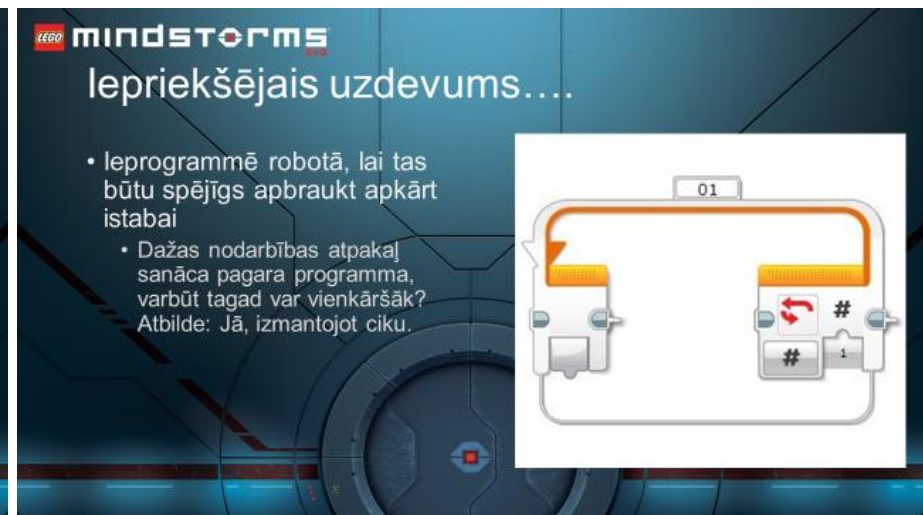 LEGO mindstorms
EV3
Iepriekšējais uzdevums….
• Ieprogrammē robotā, lai tas
būtu spējīgs apbraukt apkārt
istabai
• Dažas nodarbības atpakaļ
sanāca pagara programma,
varbūt tagad var vienkāršāk?
Atbilde: Jā, izmantojot ciku.
01
#
# 1